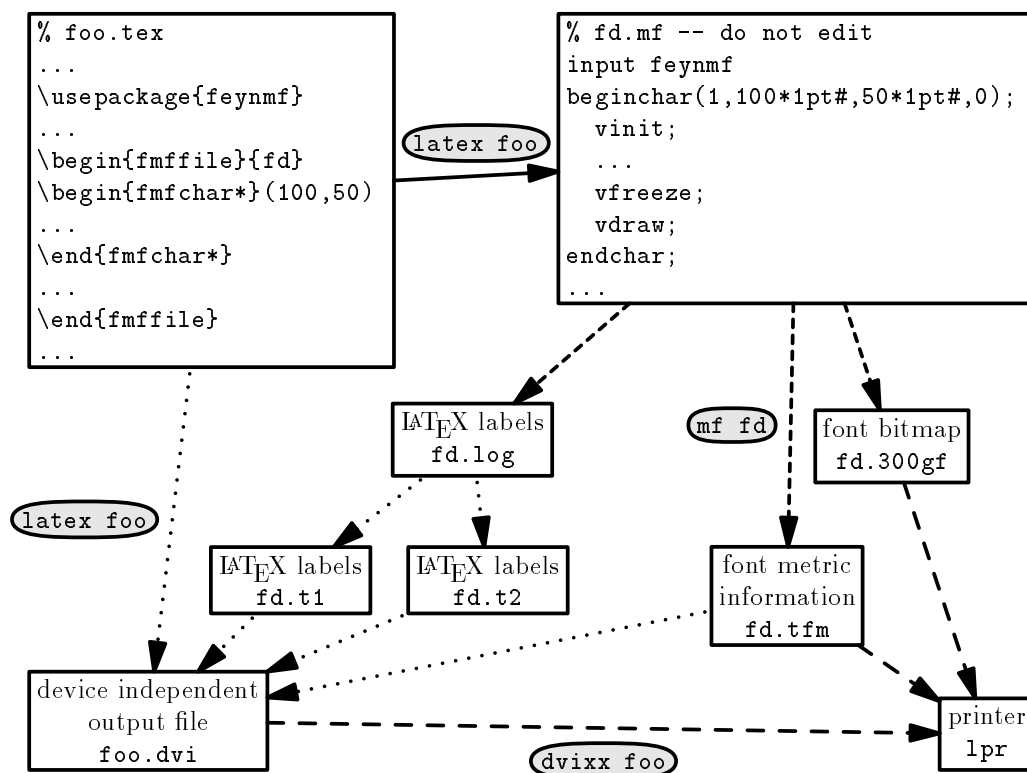 % foo.tex
...
\usepackage{feynmf}
...
\begin{fmffile}{fd}
\begin{fmfchar*}(100,50)
...
\end{fmfchar*}
...
\end{fmffile}
...
latex foo
% fd.mf -- do not edit
input feynmf
beginchar(1,100*1pt#,50*1pt#,0);
vinit;
...
vfreeze;
vdraw;
endchar;
...
LATEX labels
fd.log
mf fd
font bitmap
fd.300gf
latex foo
LATEX labels
fd.t1
LATEX labels
fd.t2
font metric
information
fd.tfm
device independent
output file
foo.dvi
dvixx foo
printer
lpr